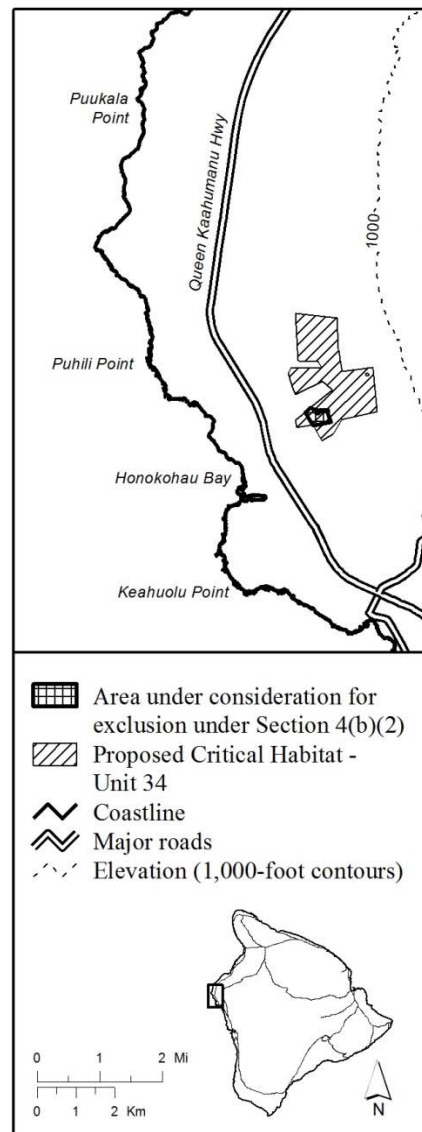 Puukala
Point
Queen Kaahumanu Hwy
1000
Puhili Point
Honokohau Bay
Keahuolu Point
Area under consideration for
exclusion under Section 4(b)(2)
Proposed Critical Habitat -
Unit 34
Coastline
Major roads
Elevation (1,000-foot contours)
0 1 2 Mi
0 1 2 Km
N